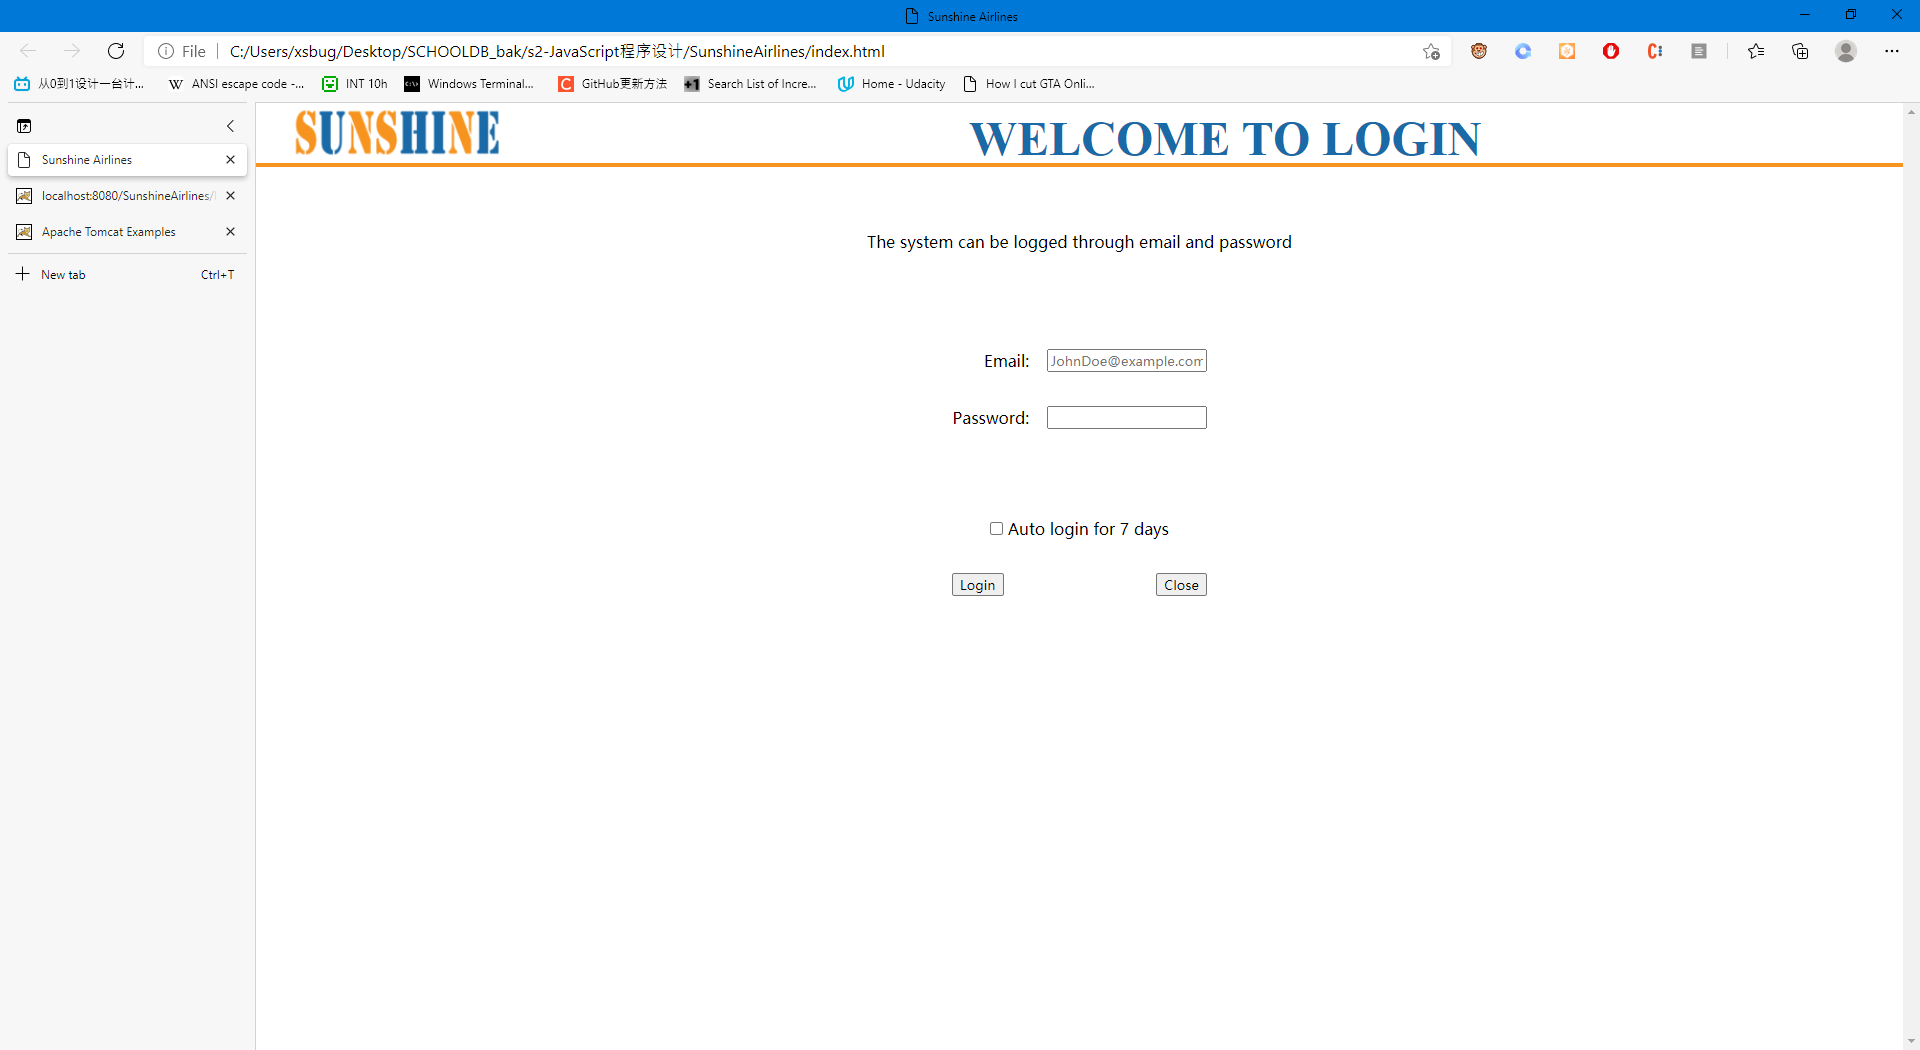 Sunshine Airlines
File
C:/Users/xsbug/Desktop/SCHOOLDB_bak/s2-JavaScript程序设计/SunshineAirlines/index.html
从0到1设计一台计...
W ANSI escape code -...
INT 10h
C:\ Windows Terminal...
C GitHub更新方法
+1 Search List of Incre...
Home - Udacity
How I cut GTA Onli...
Sunshine Airlines
localhost:8080/SunshineAirlines/
Apache Tomcat Examples
New tab Ctrl+T
SUNSHINE
WELCOME TO LOGIN
The system can be logged through email and password
Email: JohnDoe@example.com
Password:
Auto login for 7 days
Login Close